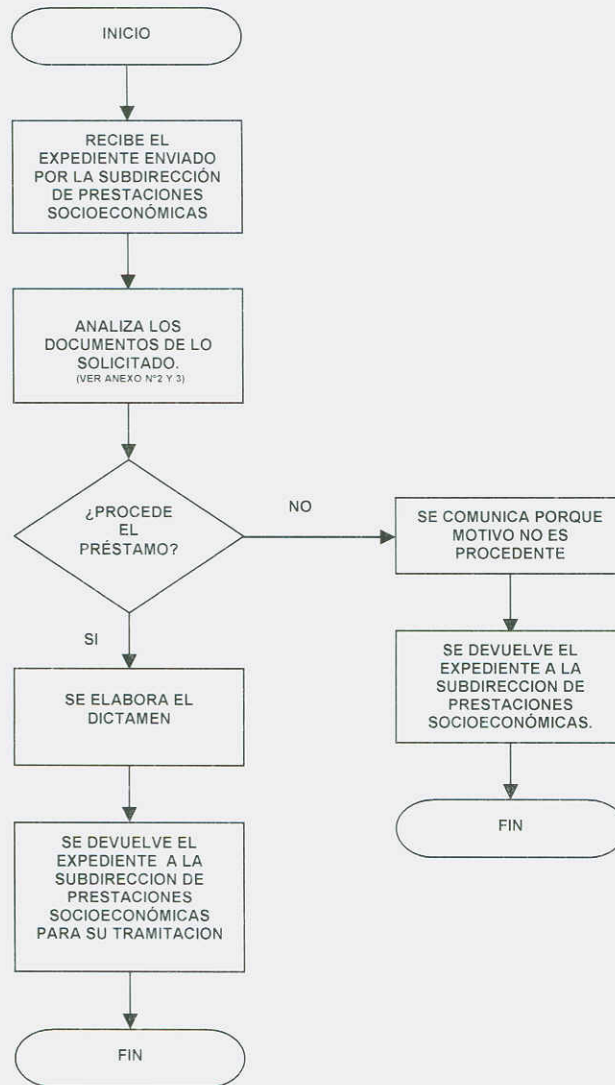 INICIO
RECIBE EL
EXPEDIENTE ENVIADO
POR LA SUBDIRECCIÓN
DE PRESTACIONES
SOCIOECONÓMICAS
ANALIZA LOS
DOCUMENTOS DE LO
SOLICITADO.
(VER ANEXO N°2 Y 3)
¿PROCEDE
EL
PRÉSTAMO?
NO
SE COMUNICA PORQUE
MOTIVO NO ES
PROCEDENTE
SE DEVUELVE EL
EXPEDIENTE A LA
SUBDIRECCION DE
PRESTACIONES
SOCIOECONÓMICAS.
FIN
SI
SE ELABORA EL
DICTAMEN
SE DEVUELVE EL
EXPEDIENTE A LA
SUBDIRECCION DE
PRESTACIONES
SOCIOECONÓMICAS
PARA SU TRAMITACION
FIN